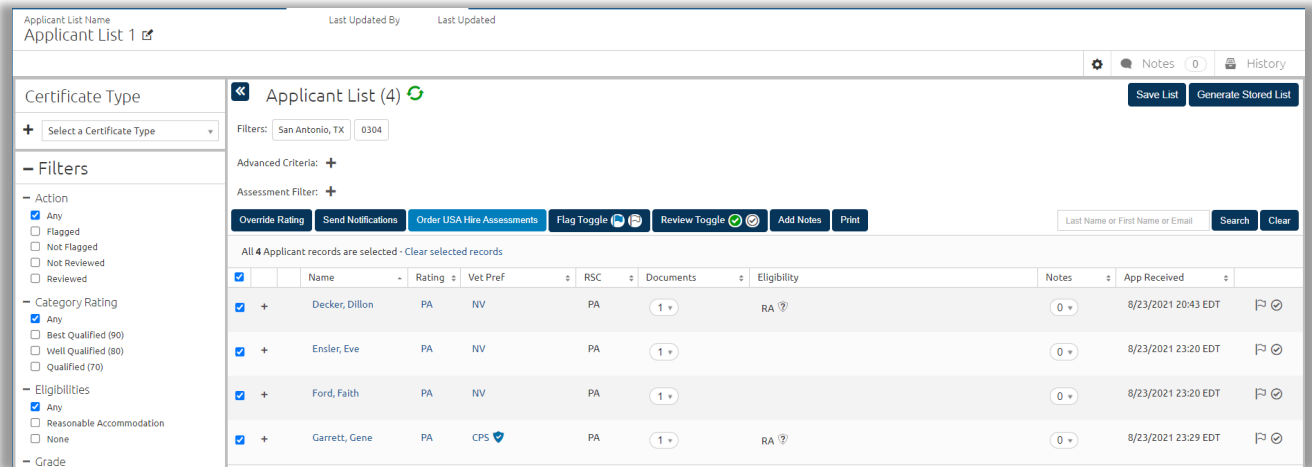 Applicant List Name Last Updated By Last Updated
Applicant List 1
Notes 0 History
Certificate Type
Select a Certificate Type
Filters
Action
Any
Flagged
Not Flagged
Not Reviewed
Reviewed
Category Rating
Any
Best Qualified (90)
Well Qualified (80)
Qualified (70)
Eligibilities
Any
Reasonable Accommodation
None
Grade
Applicant List (4) Save List Generate Stored List
Filters: San Antonio, TX 0304
Advanced Criteria:
Assessment Filter:
Override Rating Send Notifications Order USA Hire Assessments Flag Toggle Review Toggle Add Notes Print Last Name or First Name or Email Search Clear
All 4 Applicant records are selected - Clear selected records
Name Rating Vet Pref RSC Documents Eligibility Notes App Received
Decker, Dillon PA NV PA 1 RA 0 8/23/2021 20:43 EDT
Ensler, Eve PA NV PA 1 0 8/23/2021 23:20 EDT
Ford, Faith PA NV PA 1 0 8/23/2021 23:20 EDT
Garrett, Gene PA CPS PA 1 RA 0 8/23/2021 23:29 EDT